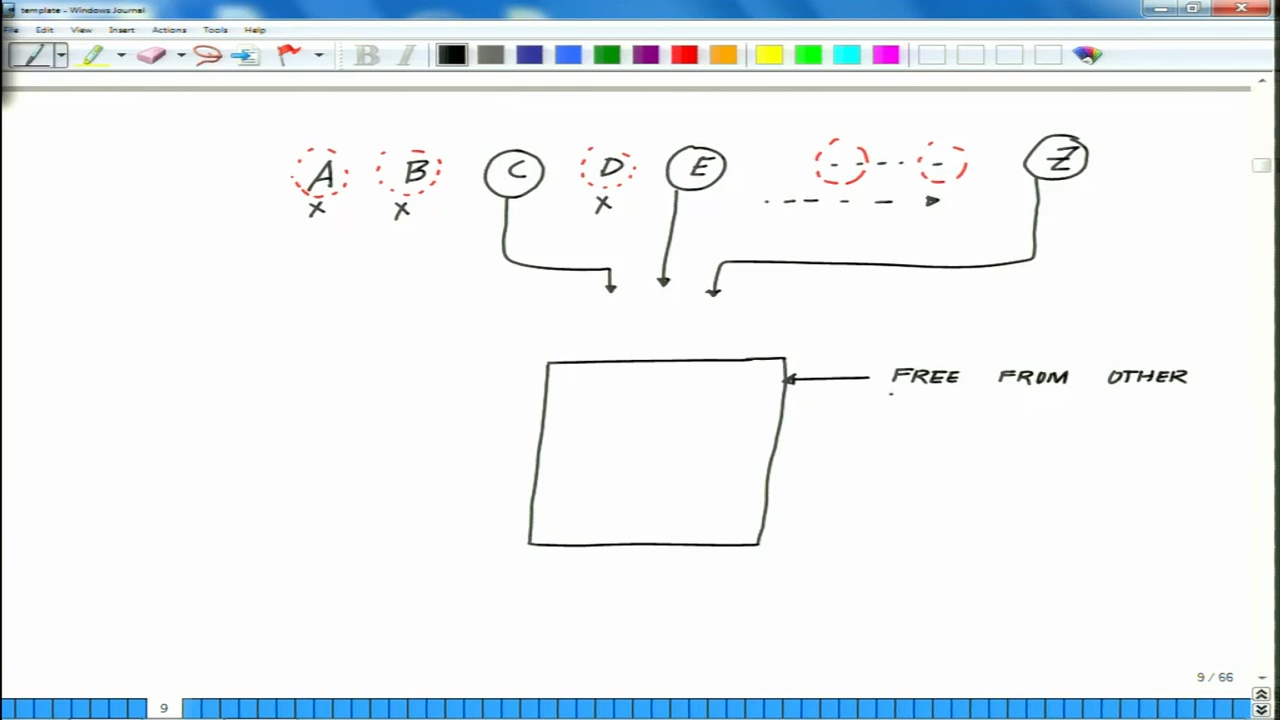 template - Windows Journal
File Edit View Insert Actions Tools Help
B I
A B C D E Z
x x x
FREE FROM OTHER
9 / 66
9